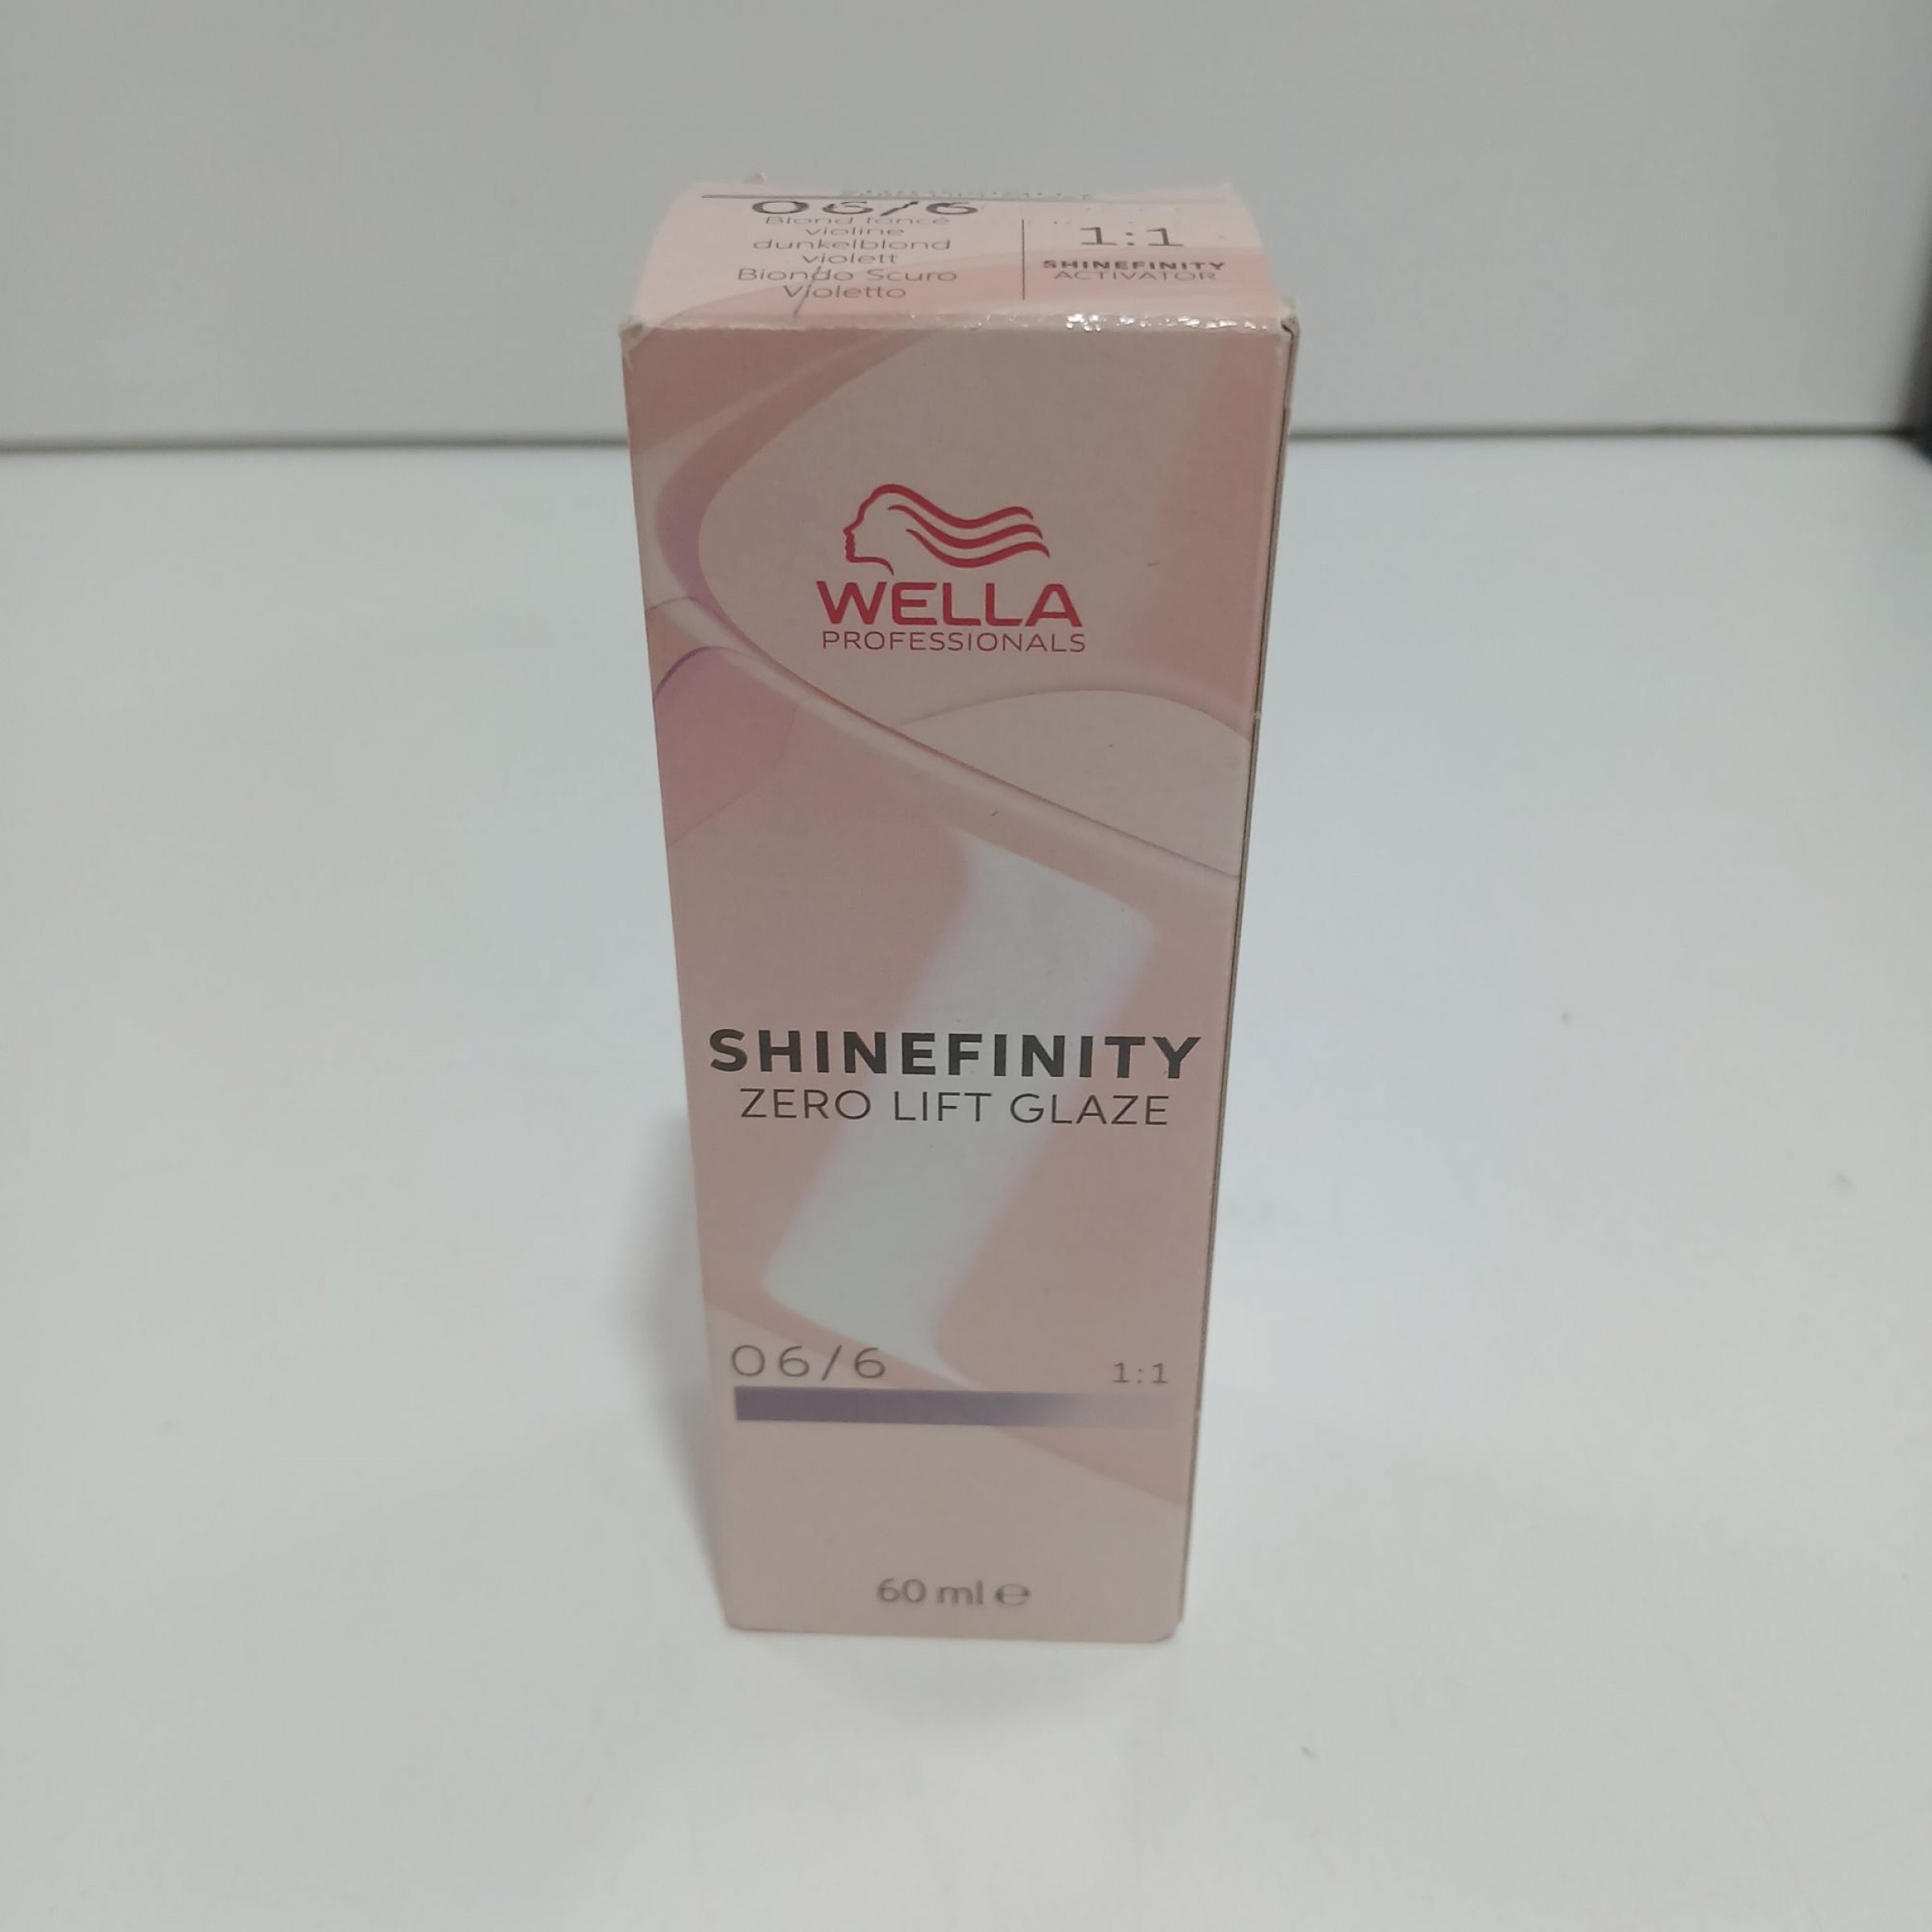 06/6
Blond foncé
violine
dunkelblond
violett
Biondo Scuro
Violetto
1:1
SHINEFINITY
ACTIVATOR
WELLA
PROFESSIONALS
SHINEFINITY
ZERO LIFT GLAZE
06/6
1:1
60 ml e